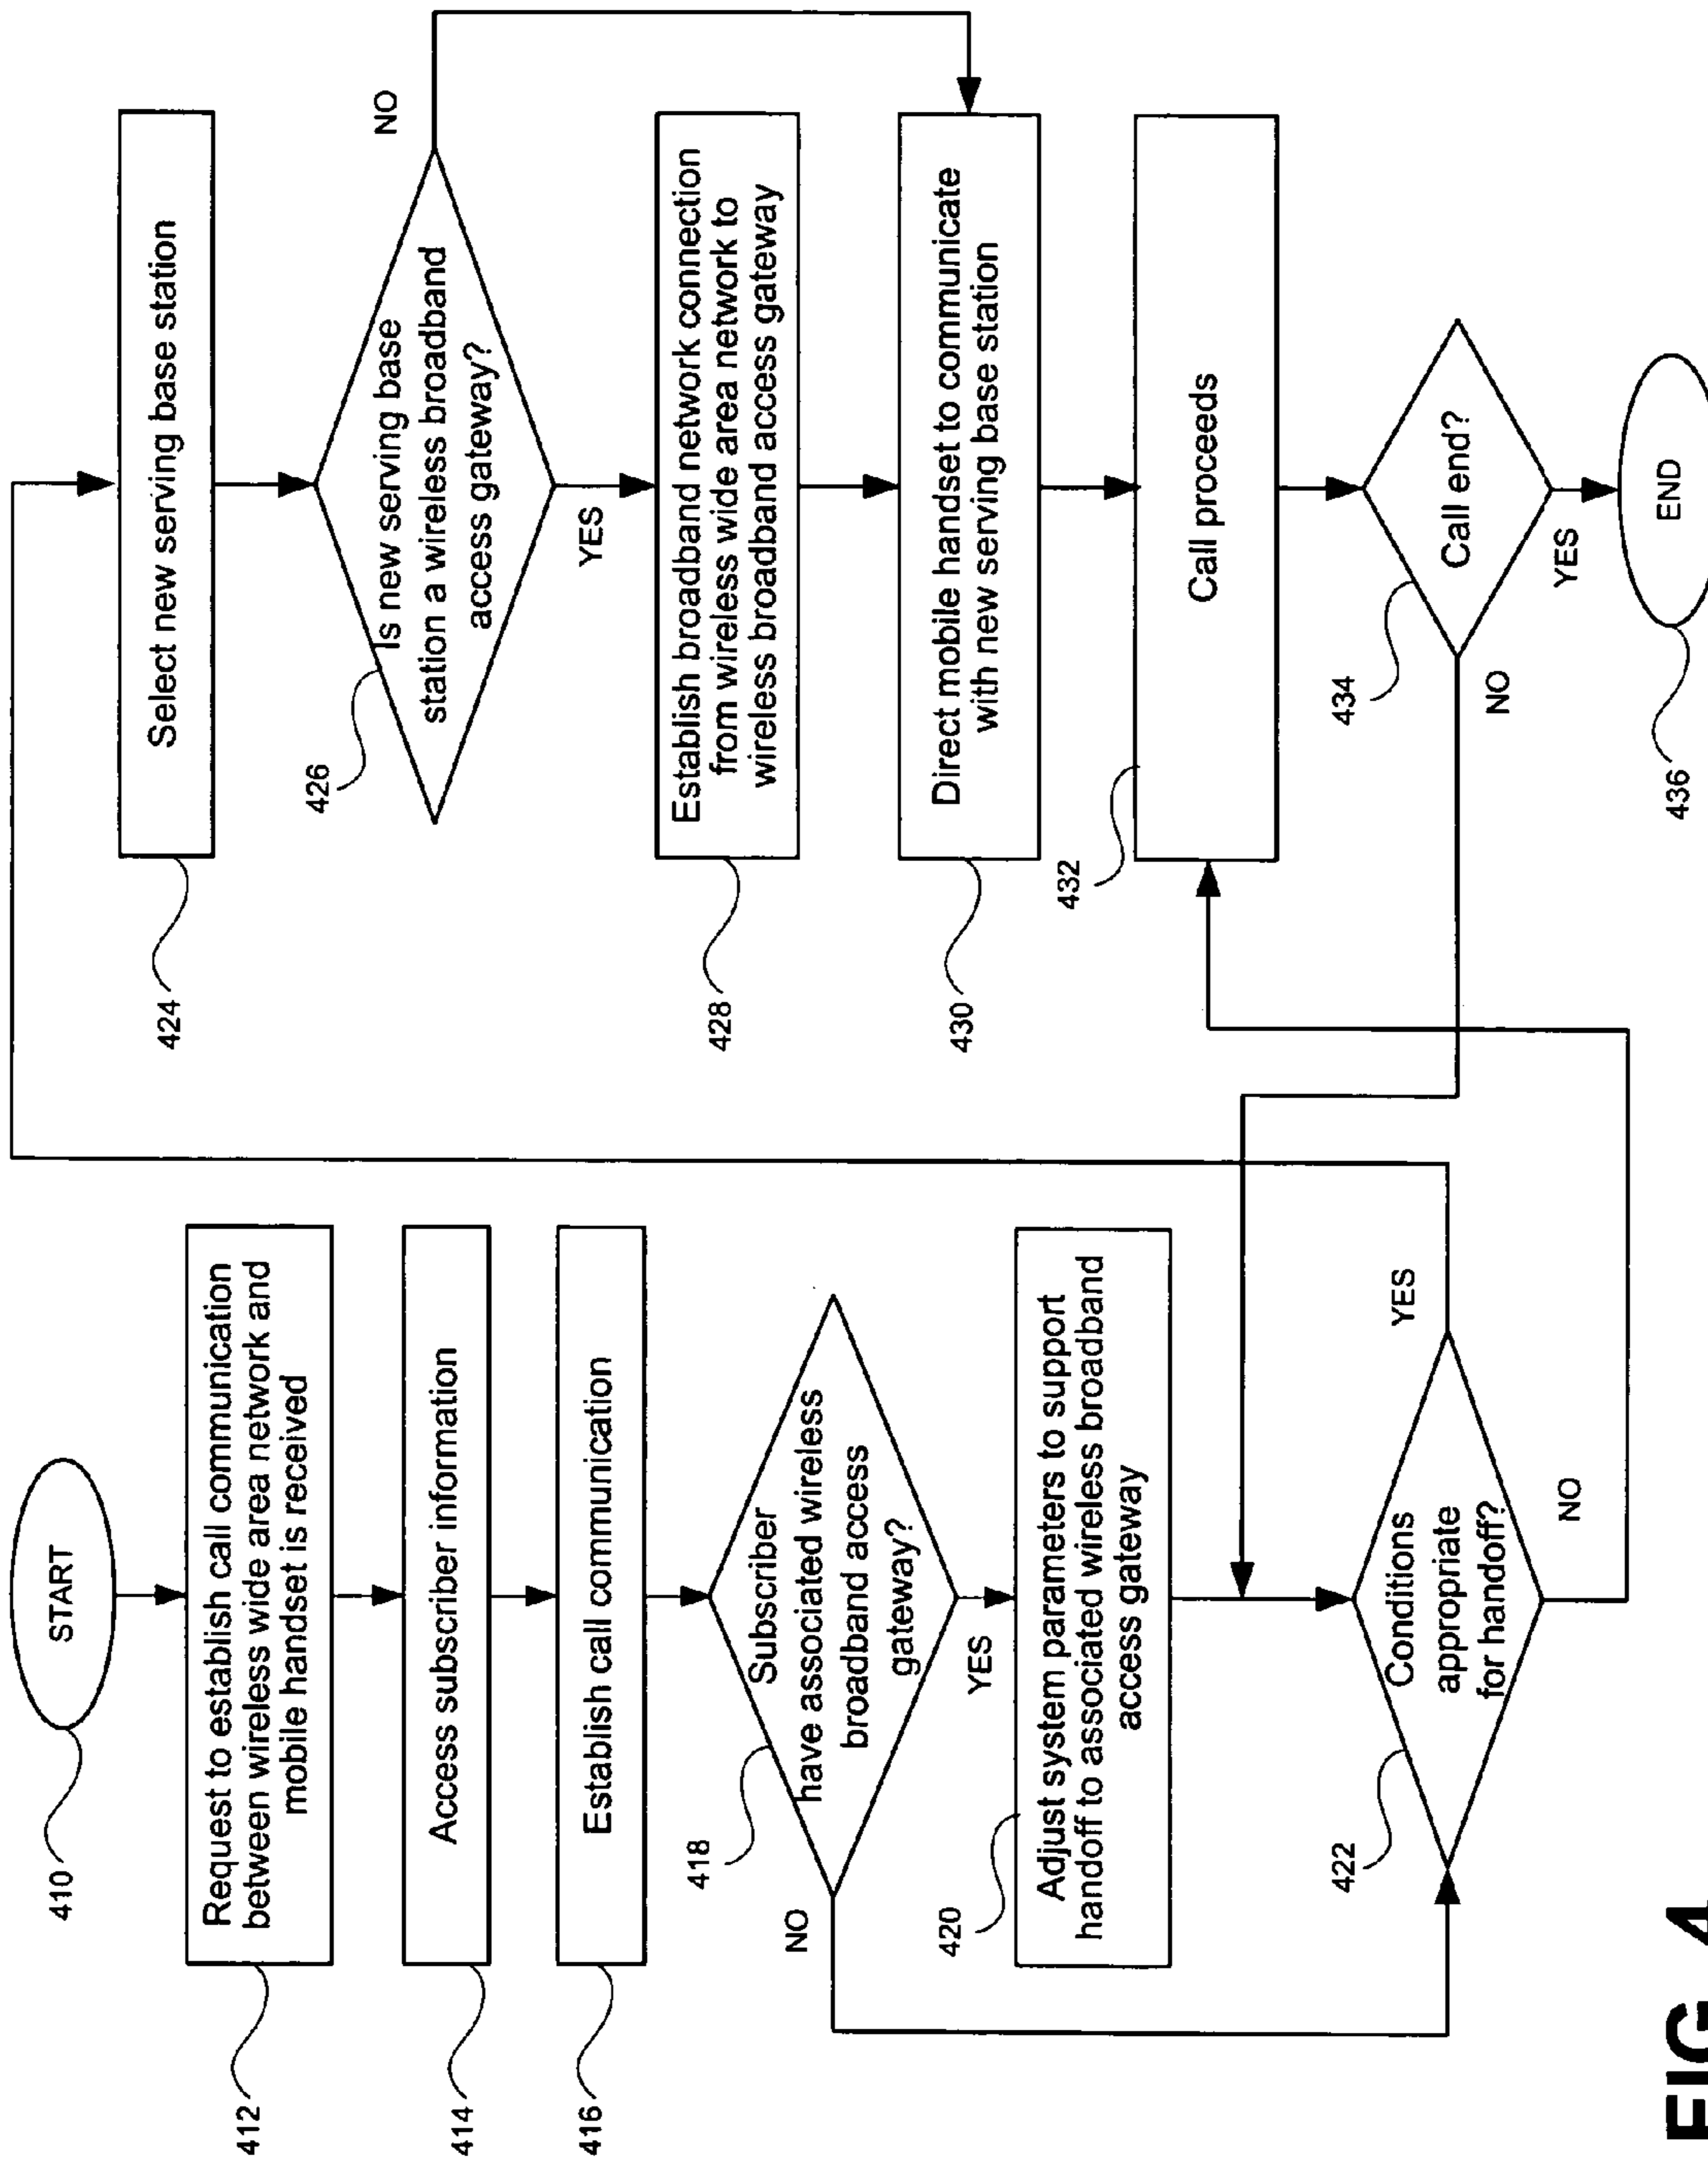 START
410
Request to establish call communication
between wireless wide area network and
mobile handset is received
412
Access subscriber information
414
Establish call communication
416
Subscriber
have associated wireless
broadband access
gateway?
418
NO
YES
Adjust system parameters to support
handoff to associated wireless broadband
access gateway
420
Conditions
appropriate
for handoff?
422
YES
NO
Select new serving base station
424
Is new serving base
station a wireless broadband
access gateway?
426
NO
YES
Establish broadband network connection
from wireless wide area network to
wireless broadband access gateway
428
Direct mobile handset to communicate
with new serving base station
430
Call proceeds
432
Call end?
434
NO
YES
END
436
FIG. 4